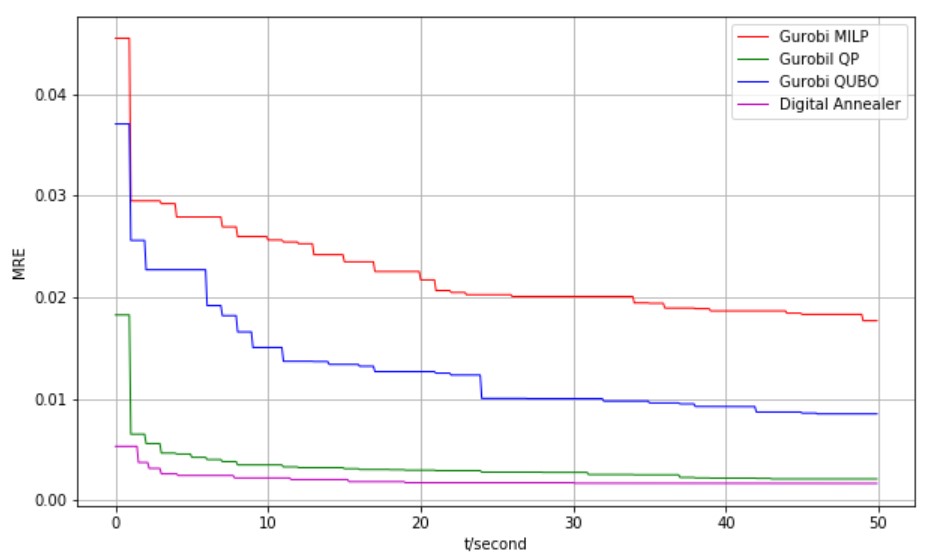 Gurobi MILP
Gurobil QP
Gurobi QUBO
Digital Annealer
0.04
0.03
0.02
0.01
0.00
MRE
0 10 20 30 40 50
t/second